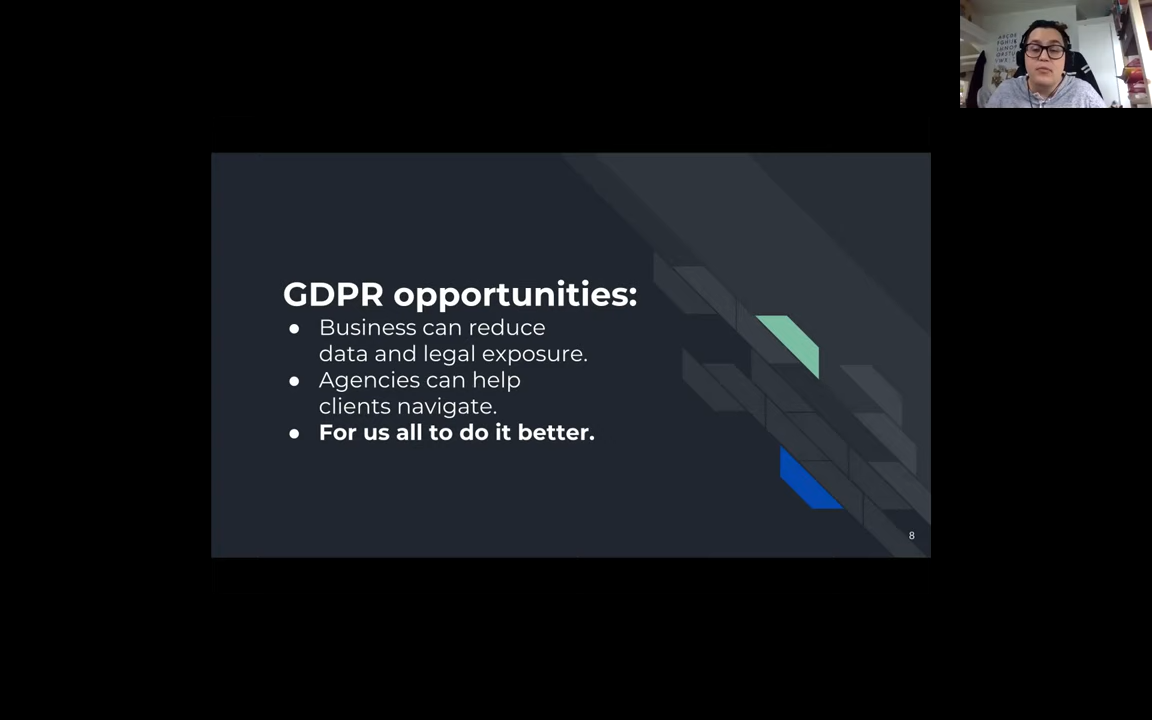 GDPR opportunities:
● Business can reduce
data and legal exposure.
● Agencies can help
clients navigate.
● For us all to do it better.
8